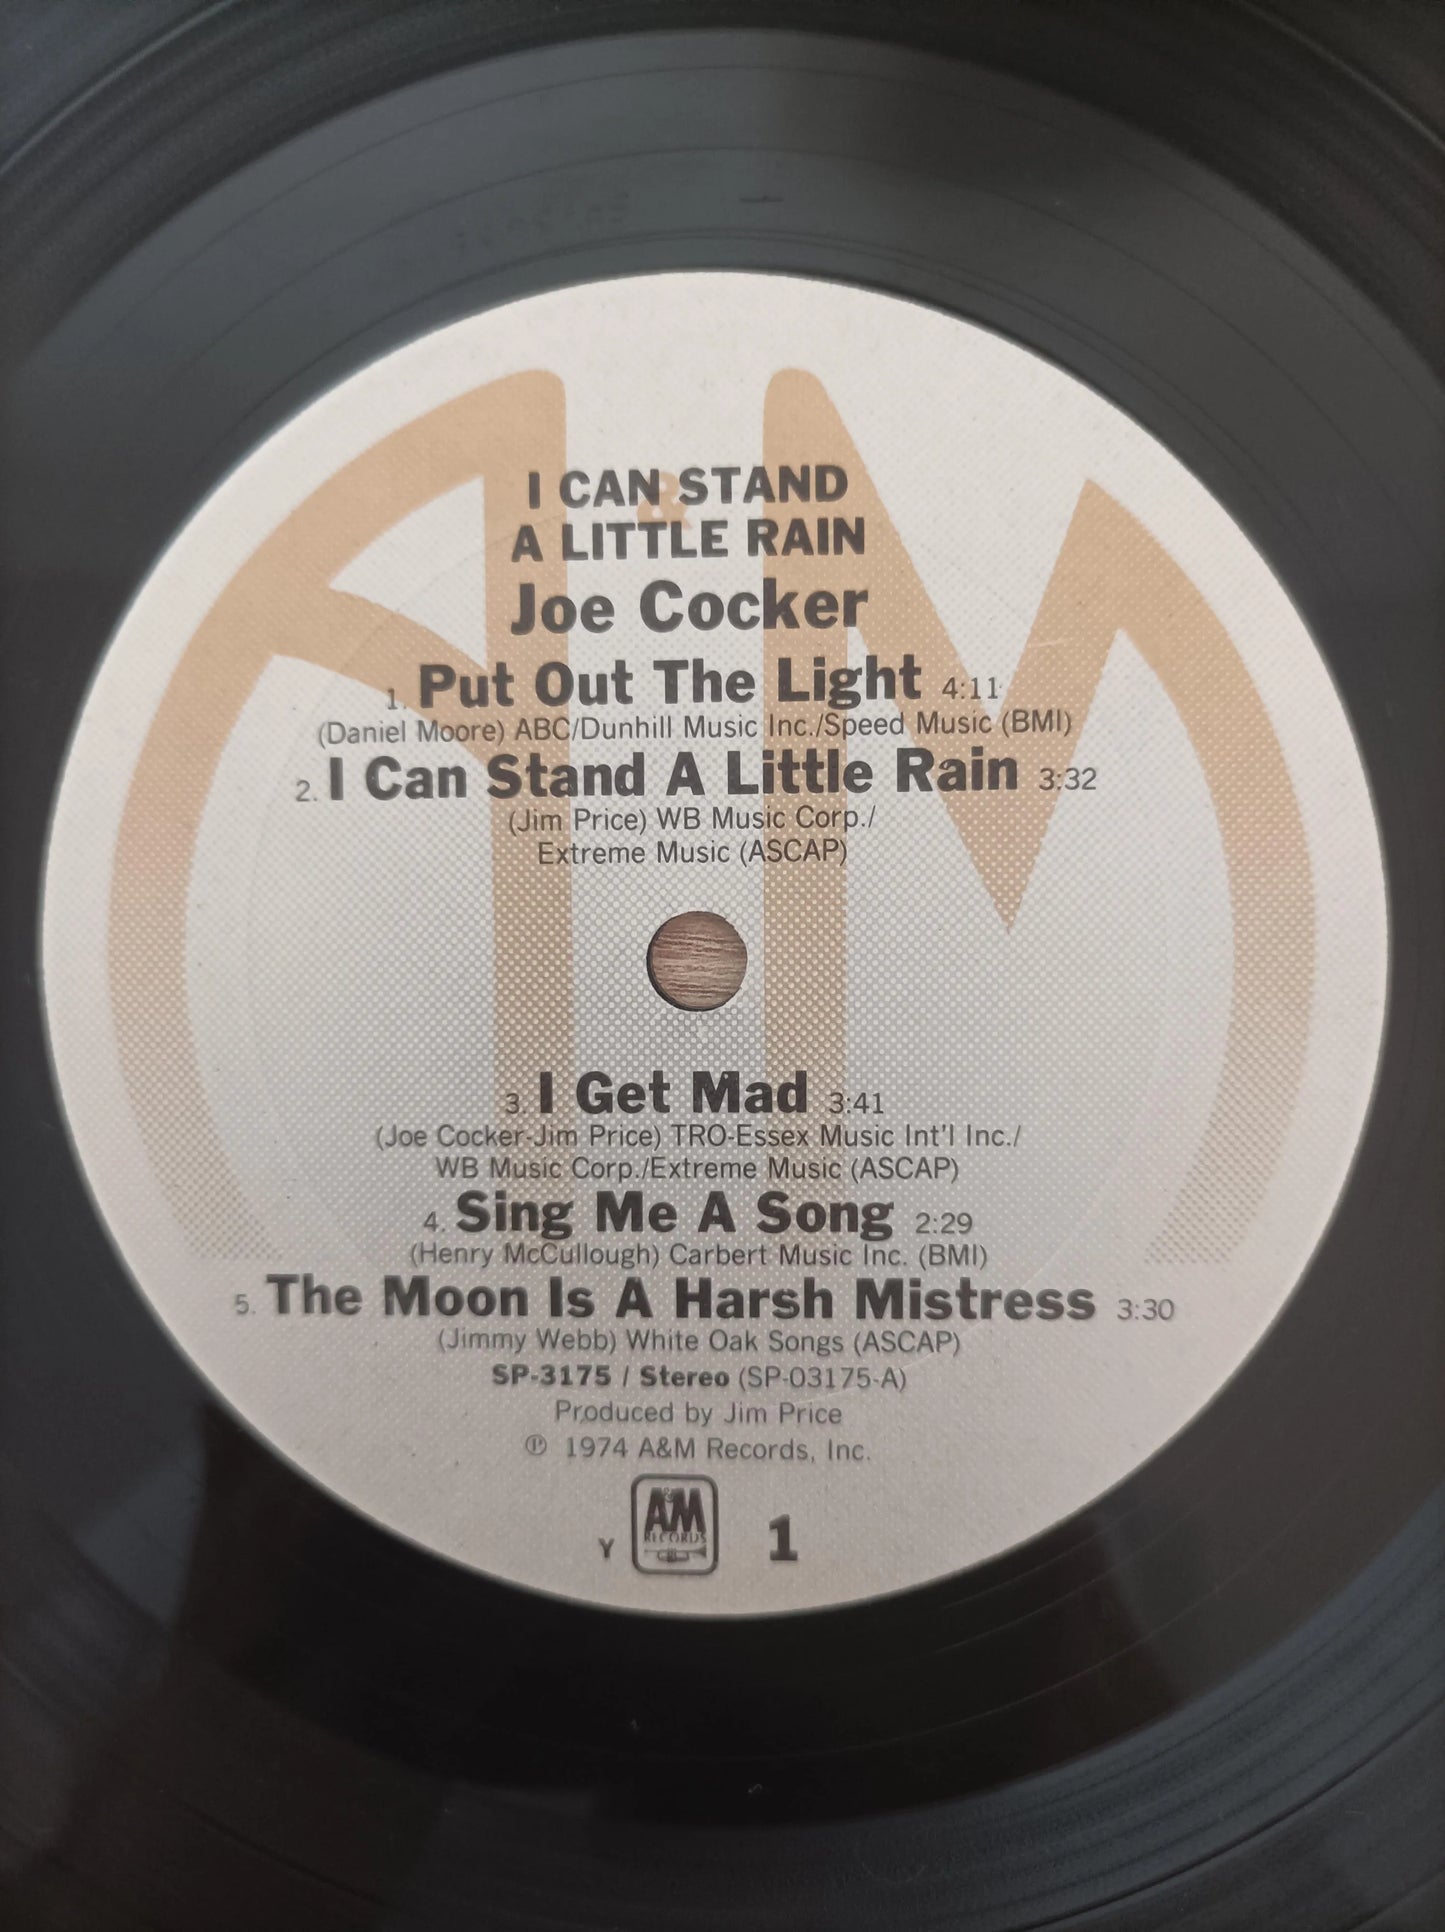 I CAN STAND
A LITTLE RAIN
Joe Cocker
1. Put Out The Light 4:11
(Daniel Moore) ABC/Dunhill Music Inc./Speed Music (BMI)
2. I Can Stand A Little Rain 3:32
(Jim Price) WB Music Corp./
Extreme Music (ASCAP)
3. I Get Mad 3:41
(Joe Cocker-Jim Price) TRO-Essex Music Int'l Inc./
WB Music Corp./Extreme Music (ASCAP)
4. Sing Me A Song 2:29
(Henry McCullough) Carbert Music Inc. (BMI)
5. The Moon Is A Harsh Mistress 3:30
(Jimmy Webb) White Oak Songs (ASCAP)
SP-3175 / Stereo (SP-03175-A)
Produced by Jim Price
℗ 1974 A&M Records, Inc.
A&M
RECORDS
Y 1
A&M